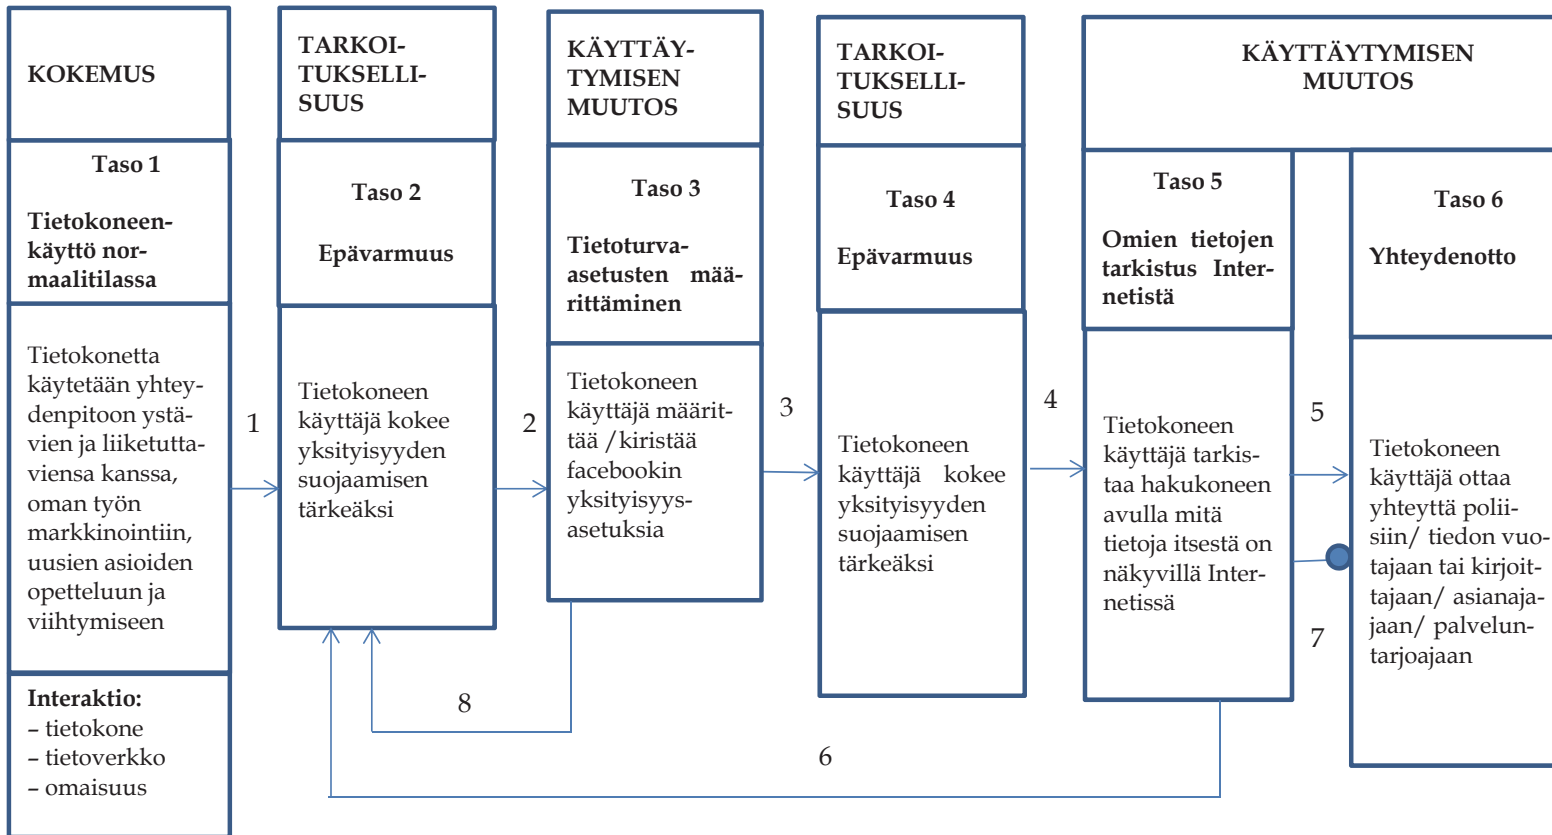 KOKEMUS
Taso 1
Tietokoneen-
käyttö nor-
maalitilassa
Tietokonetta
käytetään yhtey-
denpitoon ystä-
vien ja liiketutta-
viensa kanssa,
oman työn
markkinointiin,
uusien asioiden
opetteluun ja
viihtymiseen
Interaktio:
– tietokone
– tietoverkko
– omaisuus
1
TARKOI-
TUKSELLI-
SUUS
Taso 2
Epävarmuus
Tietokoneen
käyttäjä kokee
yksityisyyden
suojaamisen
tärkeäksi
2
KÄYTTÄY-
TYMISEN
MUUTOS
Taso 3
Tietoturva-
asetusten mää-
rittäminen
Tietokoneen
käyttäjä määrit-
tää /kiristää
facebookin
yksityisyys-
asetuksia
3
TARKOI-
TUKSELLI-
SUUS
Taso 4
Epävarmuus
Tietokoneen
käyttäjä kokee
yksityisyyden
suojaamisen
tärkeäksi
4
KÄYTTÄYTYMISEN
MUUTOS
Taso 5
Omien tietojen
tarkistus Inter-
netistä
Tietokoneen
käyttäjä tarkis-
taa hakukoneen
avulla mitä
tietoja itsestä on
näkyvillä Inter-
netissä
5
7
Taso 6
Yhteydenotto
Tietokoneen
käyttäjä ottaa
yhteyttä polii-
siin/ tiedon vuo-
tajaan tai kirjoit-
tajaan/ asianaja-
jaan/ palvelun-
tarjoajaan
8
6